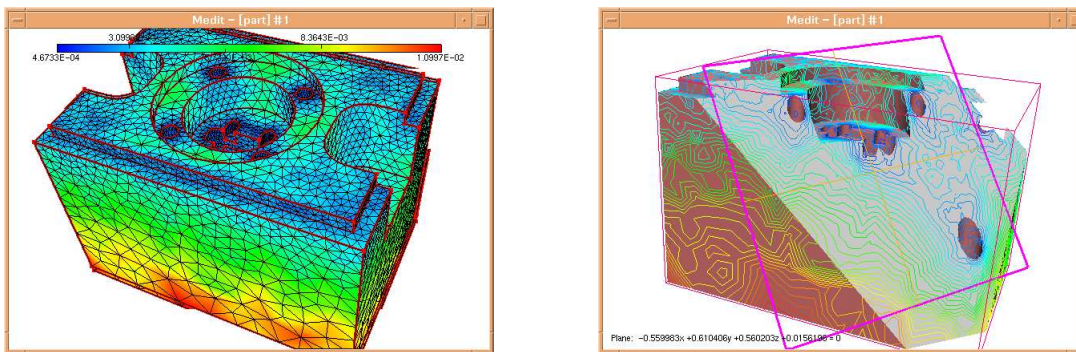 Medit - [part] #1
8.3643E-03
4.6733E-04
1.0997E-02
Medit - [part] #1
Plane: -0.559983x +0.610406y +0.560203z +0.0156196 = 0